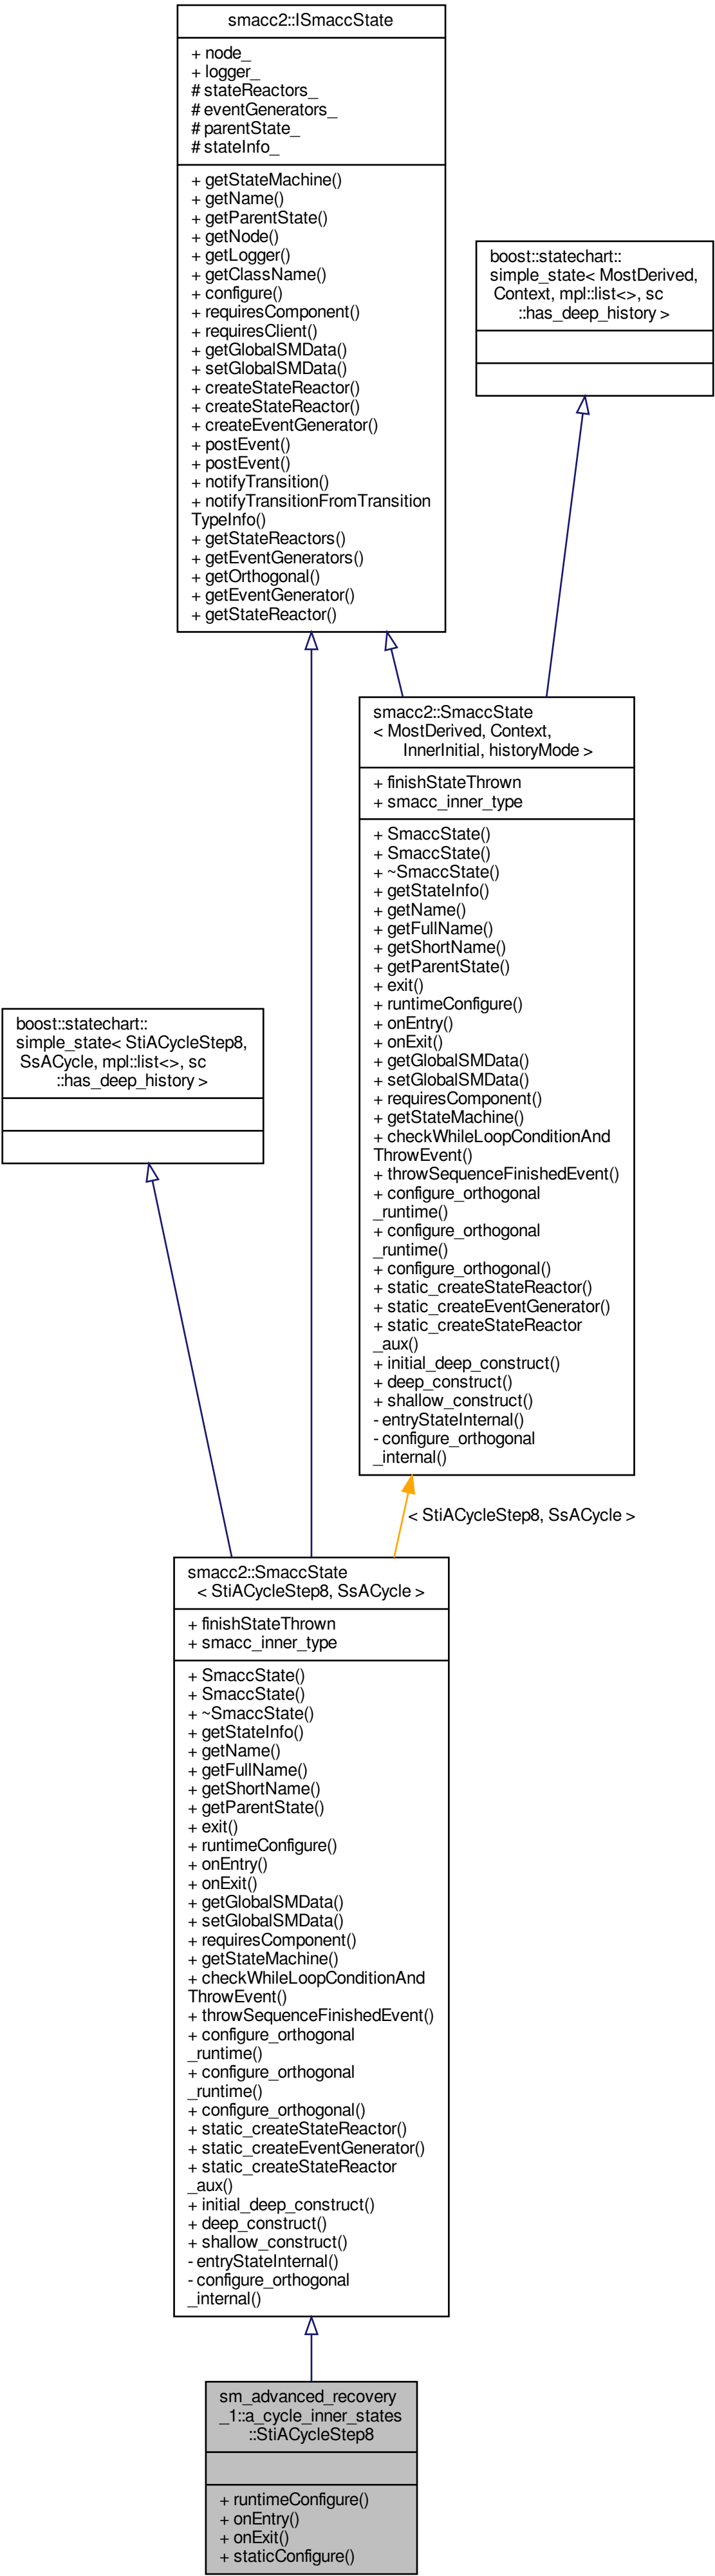 smacc2::ISmaccState
+ node_
+ logger_
# stateReactors_
# eventGenerators_
# parentState_
# stateInfo_
+ getStateMachine()
+ getName()
+ getParentState()
+ getNode()
+ getLogger()
+ getClassName()
+ configure()
+ requiresComponent()
+ requiresClient()
+ getGlobalSMData()
+ setGlobalSMData()
+ createStateReactor()
+ createStateReactor()
+ createEventGenerator()
+ postEvent()
+ postEvent()
+ notifyTransition()
+ notifyTransitionFromTransition
TypeInfo()
+ getStateReactors()
+ getEventGenerators()
+ getOrthogonal()
+ getEventGenerator()
+ getStateReactor()
boost::statechart::
simple_state< MostDerived,
Context, mpl::list<>, sc
::has_deep_history >
smacc2::SmaccState
< MostDerived, Context,
InnerInitial, historyMode >
+ finishStateThrown
+ smacc_inner_type
+ SmaccState()
+ SmaccState()
+ ~SmaccState()
+ getStateInfo()
+ getName()
+ getFullName()
+ getShortName()
+ getParentState()
+ exit()
+ runtimeConfigure()
+ onEntry()
+ onExit()
+ getGlobalSMData()
+ setGlobalSMData()
+ requiresComponent()
+ getStateMachine()
+ checkWhileLoopConditionAnd
ThrowEvent()
+ throwSequenceFinishedEvent()
+ configure_orthogonal
_runtime()
+ configure_orthogonal
_runtime()
+ configure_orthogonal()
+ static_createStateReactor()
+ static_createEventGenerator()
+ static_createStateReactor
_aux()
+ initial_deep_construct()
+ deep_construct()
+ shallow_construct()
- entryStateInternal()
- configure_orthogonal
_internal()
boost::statechart::
simple_state< StiACycleStep8,
SsACycle, mpl::list<>, sc
::has_deep_history >
< StiACycleStep8, SsACycle >
smacc2::SmaccState
< StiACycleStep8, SsACycle >
+ finishStateThrown
+ smacc_inner_type
+ SmaccState()
+ SmaccState()
+ ~SmaccState()
+ getStateInfo()
+ getName()
+ getFullName()
+ getShortName()
+ getParentState()
+ exit()
+ runtimeConfigure()
+ onEntry()
+ onExit()
+ getGlobalSMData()
+ setGlobalSMData()
+ requiresComponent()
+ getStateMachine()
+ checkWhileLoopConditionAnd
ThrowEvent()
+ throwSequenceFinishedEvent()
+ configure_orthogonal
_runtime()
+ configure_orthogonal
_runtime()
+ configure_orthogonal()
+ static_createStateReactor()
+ static_createEventGenerator()
+ static_createStateReactor
_aux()
+ initial_deep_construct()
+ deep_construct()
+ shallow_construct()
- entryStateInternal()
- configure_orthogonal
_internal()
sm_advanced_recovery
_1::a_cycle_inner_states
::StiACycleStep8
+ runtimeConfigure()
+ onEntry()
+ onExit()
+ staticConfigure()